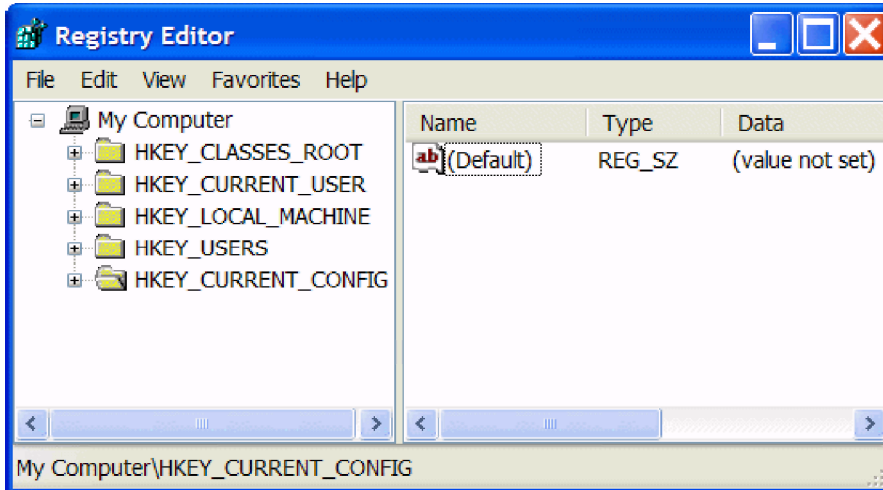 Registry Editor
File Edit View Favorites Help
My Computer
HKEY_CLASSES_ROOT
HKEY_CURRENT_USER
HKEY_LOCAL_MACHINE
HKEY_USERS
HKEY_CURRENT_CONFIG
Name Type Data
ab (Default) REG_SZ (value not set)
My Computer\HKEY_CURRENT_CONFIG